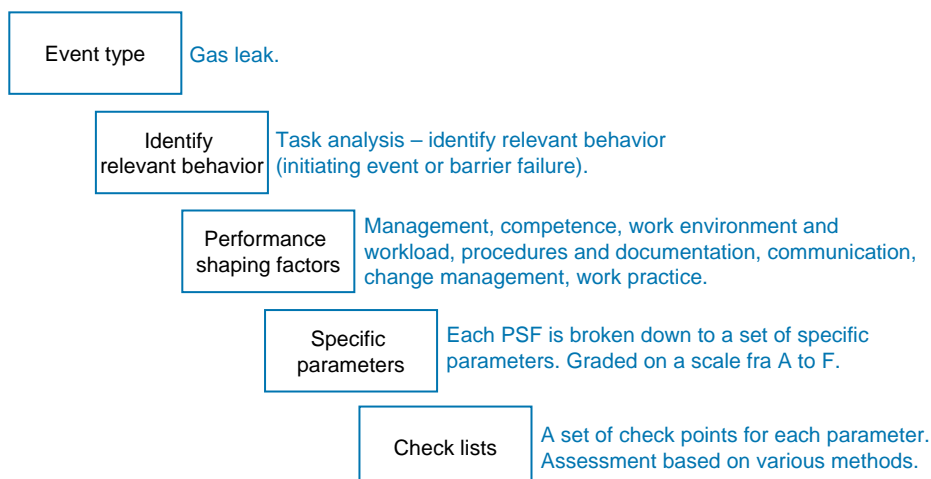 Event type
Gas leak.
Identify
relevant behavior
Task analysis – identify relevant behavior
(initiating event or barrier failure).
Performance
shaping factors
Management, competence, work environment and
workload, procedures and documentation, communication,
change management, work practice.
Specific
parameters
Each PSF is broken down to a set of specific
parameters. Graded on a scale fra A to F.
Check lists
A set of check points for each parameter.
Assessment based on various methods.